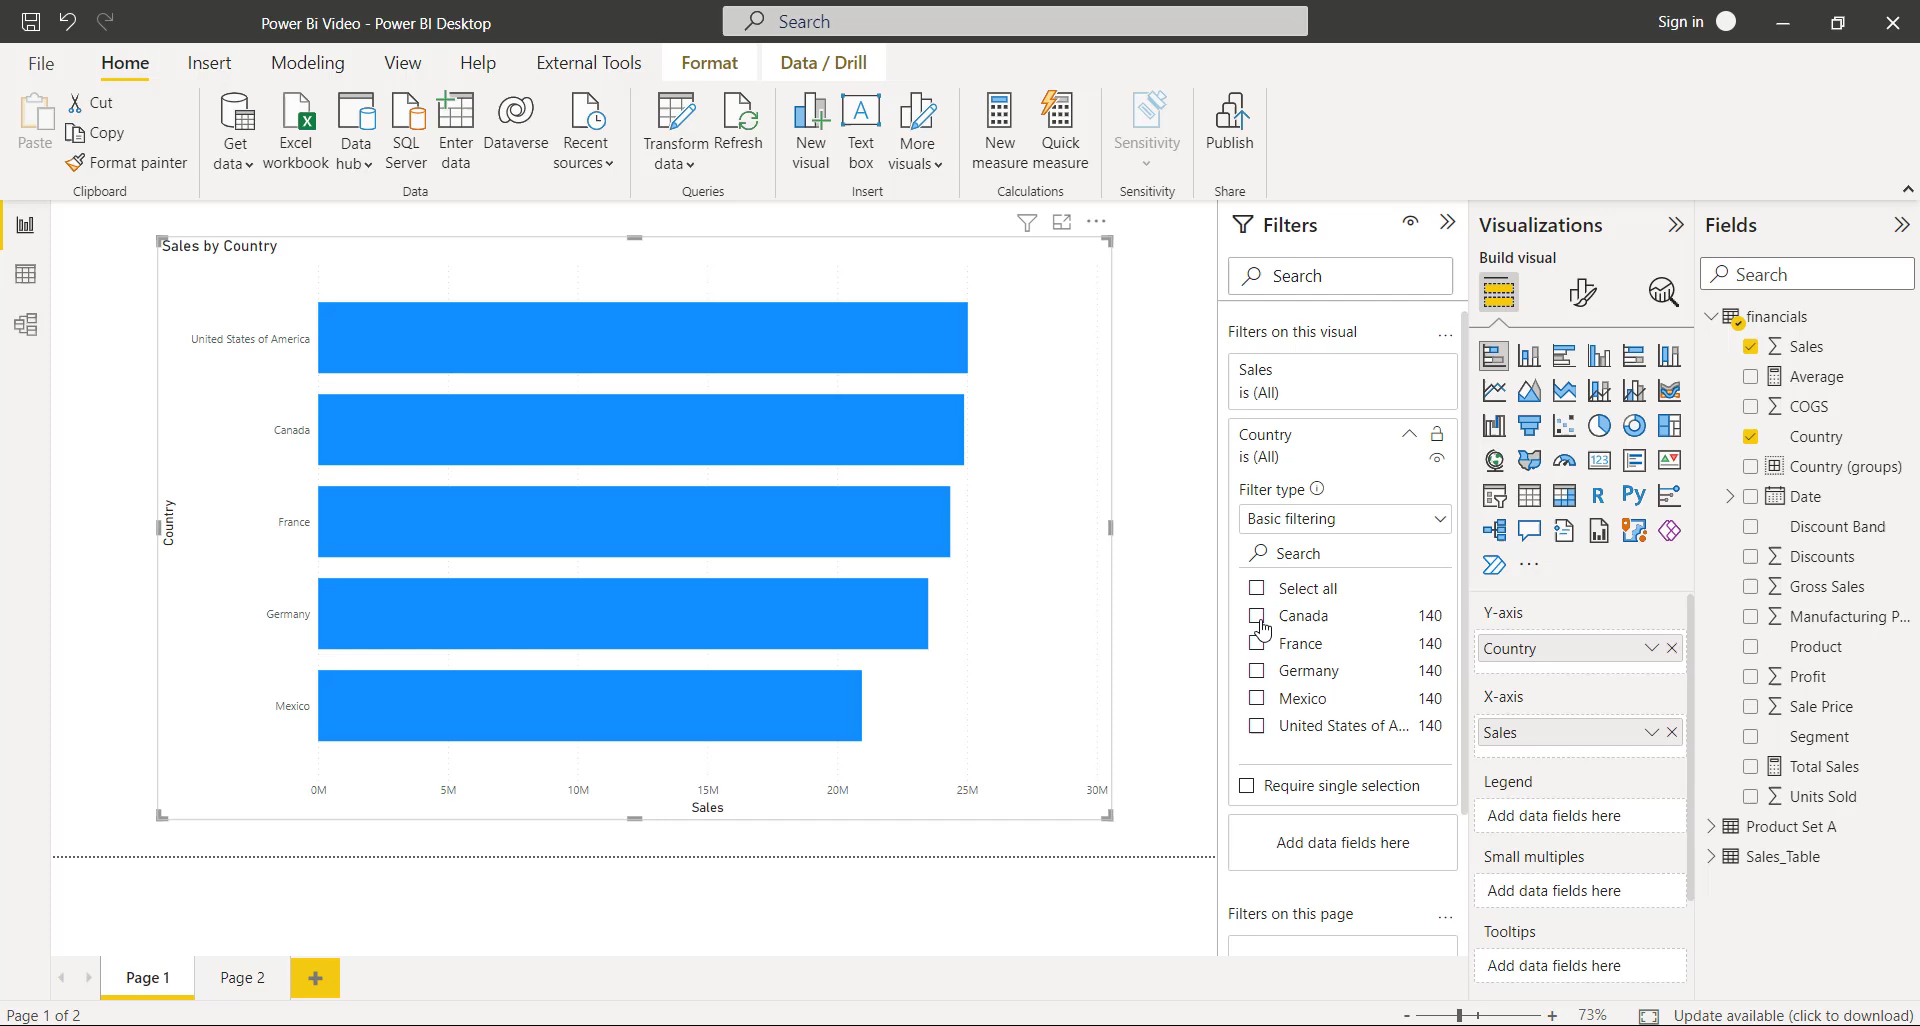 Power Bi Video - Power BI Desktop
Search
Sign in
File
Home
Insert
Modeling
View
Help
External Tools
Format
Data / Drill
Paste
Cut
Copy
Format painter
Clipboard
Get data
Excel workbook
Data hub
SQL Server
Enter data
Dataverse
Recent sources
Data
Transform data
Refresh
Queries
New visual
Text box
More visuals
Insert
New measure
Quick measure
Calculations
Sensitivity
Sensitivity
Publish
Share
Sales by Country
Country
United States of America
Canada
France
Germany
Mexico
0M 5M 10M 15M 20M 25M 30M
Sales
Filters
Search
Filters on this visual
...
Sales
is (All)
Country
is (All)
Filter type
Basic filtering
Search
Select all
Canada 140
France 140
Germany 140
Mexico 140
United States of A... 140
Require single selection
Add data fields here
Filters on this page
...
Visualizations
Build visual
123
R
Py
...
Y-axis
Country
X-axis
Sales
Legend
Add data fields here
Small multiples
Add data fields here
Tooltips
Add data fields here
Fields
Search
financials
Sales
Average
COGS
Country
Country (groups)
Date
Discount Band
Discounts
Gross Sales
Manufacturing P...
Product
Profit
Sale Price
Segment
Total Sales
Units Sold
Product Set A
Sales_Table
Page 1
Page 2
+
Page 1 of 2
- + 73%
Update available (click to download)